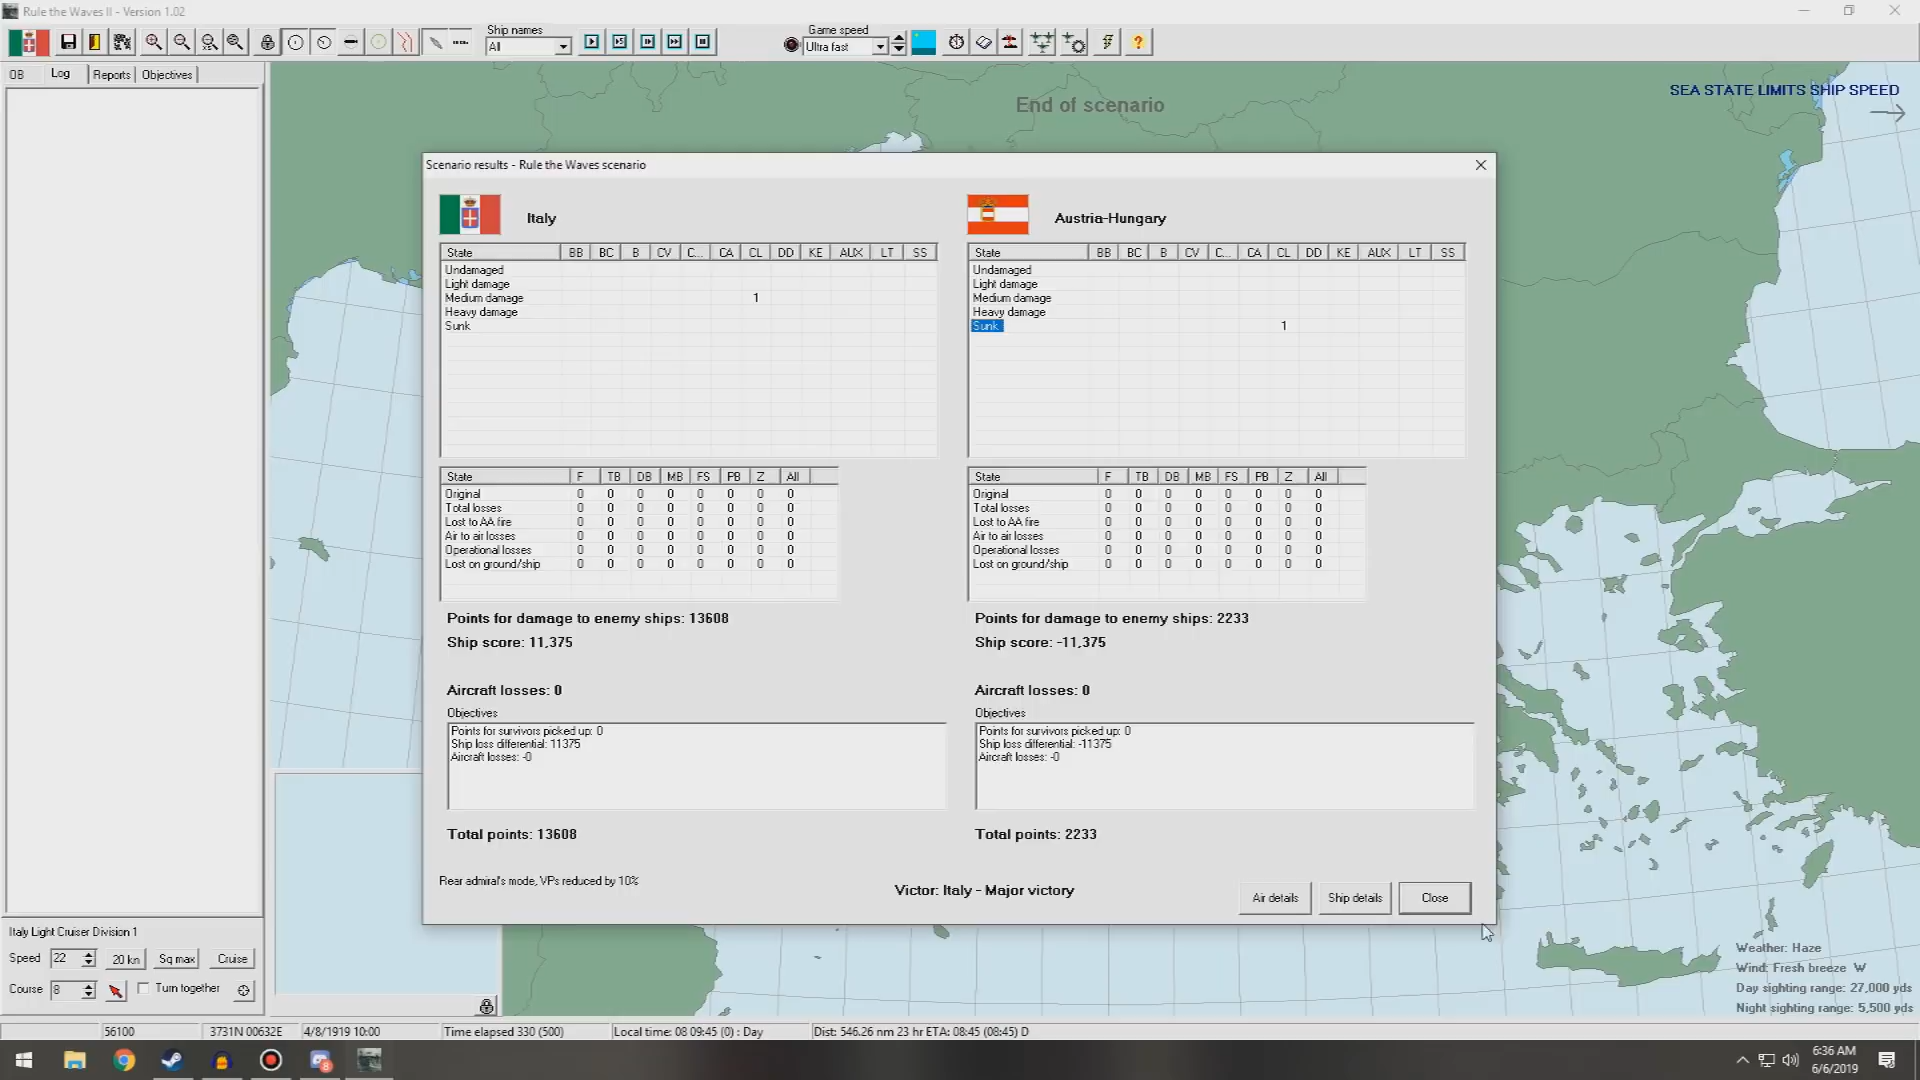 Rule the Waves II - Version 1.02
Ship names
All
Game speed
Ultra fast
OB Log Reports Objectives
End of scenario
SEA STATE LIMITS SHIP SPEED
Scenario results - Rule the Waves scenario
Italy
State BB BC B CV C... CA CL DD KE AUX LT SS
Undamaged
Light damage
Medium damage 1
Heavy damage
Sunk
State F TB DB MB FS PB Z All
Original 0 0 0 0 0 0 0 0
Total losses 0 0 0 0 0 0 0 0
Lost to AA fire 0 0 0 0 0 0 0 0
Air to air losses 0 0 0 0 0 0 0 0
Operational losses 0 0 0 0 0 0 0 0
Lost on ground/ship 0 0 0 0 0 0 0 0
Points for damage to enemy ships: 13608
Ship score: 11,375
Aircraft losses: 0
Objectives
Points for survivors picked up: 0
Ship loss differential: 11375
Aircraft losses: -0
Total points: 13608
Austria-Hungary
State BB BC B CV C... CA CL DD KE AUX LT SS
Undamaged
Light damage
Medium damage
Heavy damage
Sunk 1
State F TB DB MB FS PB Z All
Original 0 0 0 0 0 0 0 0
Total losses 0 0 0 0 0 0 0 0
Lost to AA fire 0 0 0 0 0 0 0 0
Air to air losses 0 0 0 0 0 0 0 0
Operational losses 0 0 0 0 0 0 0 0
Lost on ground/ship 0 0 0 0 0 0 0 0
Points for damage to enemy ships: 2233
Ship score: -11,375
Aircraft losses: 0
Objectives
Points for survivors picked up: 0
Ship loss differential: -11375
Aircraft losses: -0
Total points: 2233
Rear admiral's mode, VPs reduced by 10%
Victor: Italy - Major victory
Air details Ship details Close
Italy Light Cruiser Division 1
Speed 22 20 kn Sq max Cruise
Course 8 Turn together
Weather: Haze
Wind: Fresh breeze W
Day sighting range: 27,000 yds
Night sighting range: 5,500 yds
56100 3731N 00632E 4/8/1919 10:00 Time elapsed 330 (500) Local time: 08 09:45 (0) : Day Dist: 546.26 nm 23 hr ETA: 08:45 (08:45) D
8
6:36 AM
6/6/2019